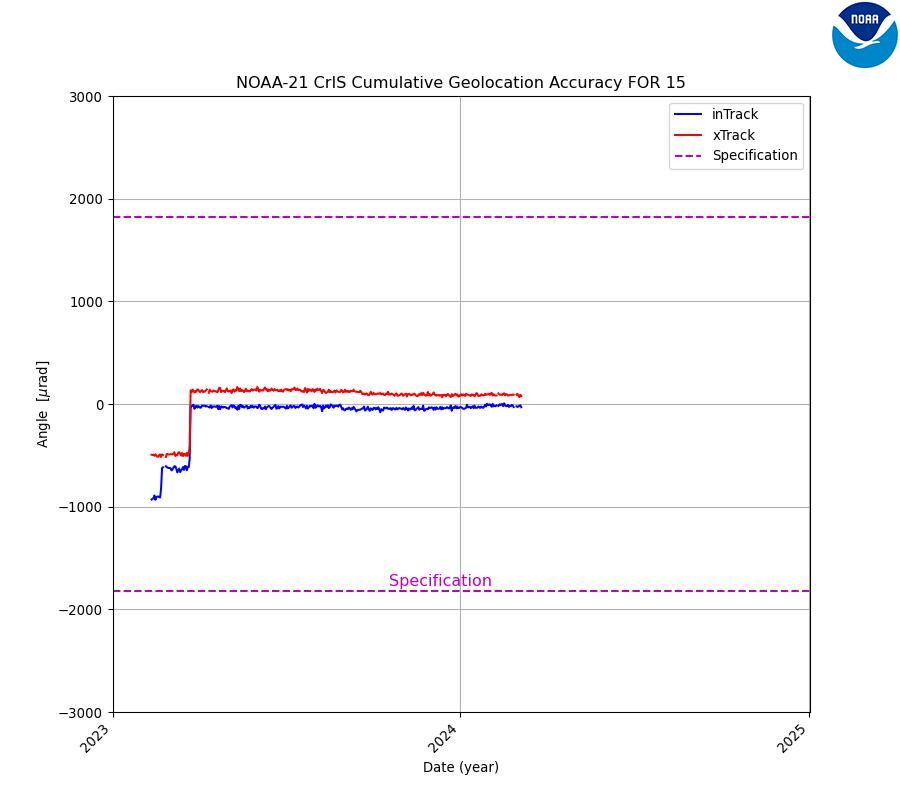 NOAA
NOAA-21 CrIS Cumulative Geolocation Accuracy FOR 15
3000
2000
1000
0
−1000
−2000
−3000
Angle [μrad]
inTrack
xTrack
Specification
Specification
2023
2024
2025
Date (year)